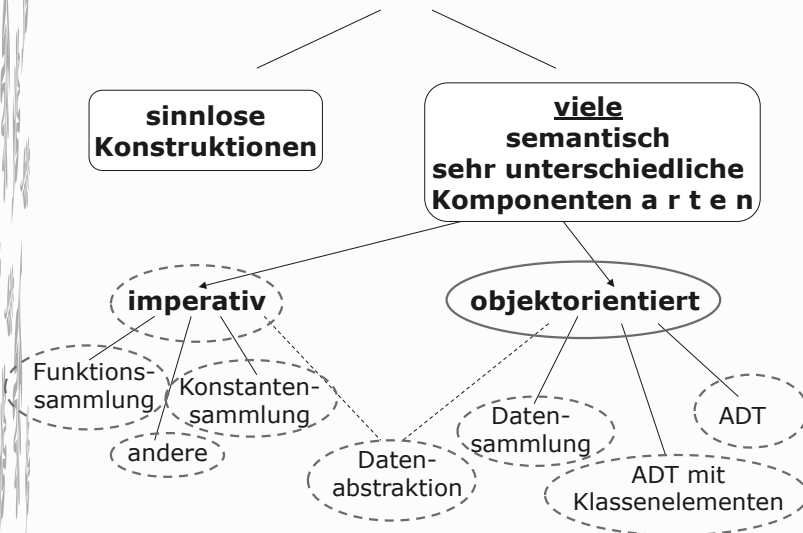 sinnlose
Konstruktionen
viele
semantisch
sehr unterschiedliche
Komponenten a r t e n
imperativ
objektorientiert
Funktions-
sammlung
Konstanten-
sammlung
andere
Daten-
abstraktion
Daten-
sammlung
ADT
ADT mit
Klassenelementen